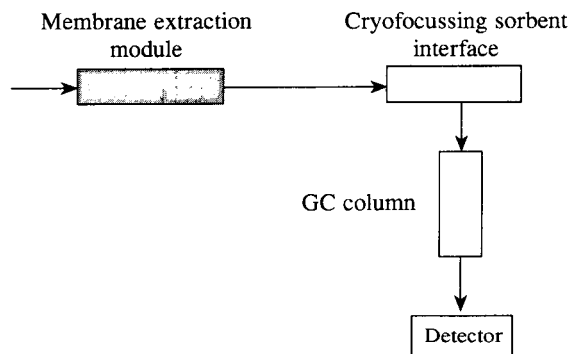 Membrane extraction
module
Cryofocussing sorbent
interface
GC column
Detector